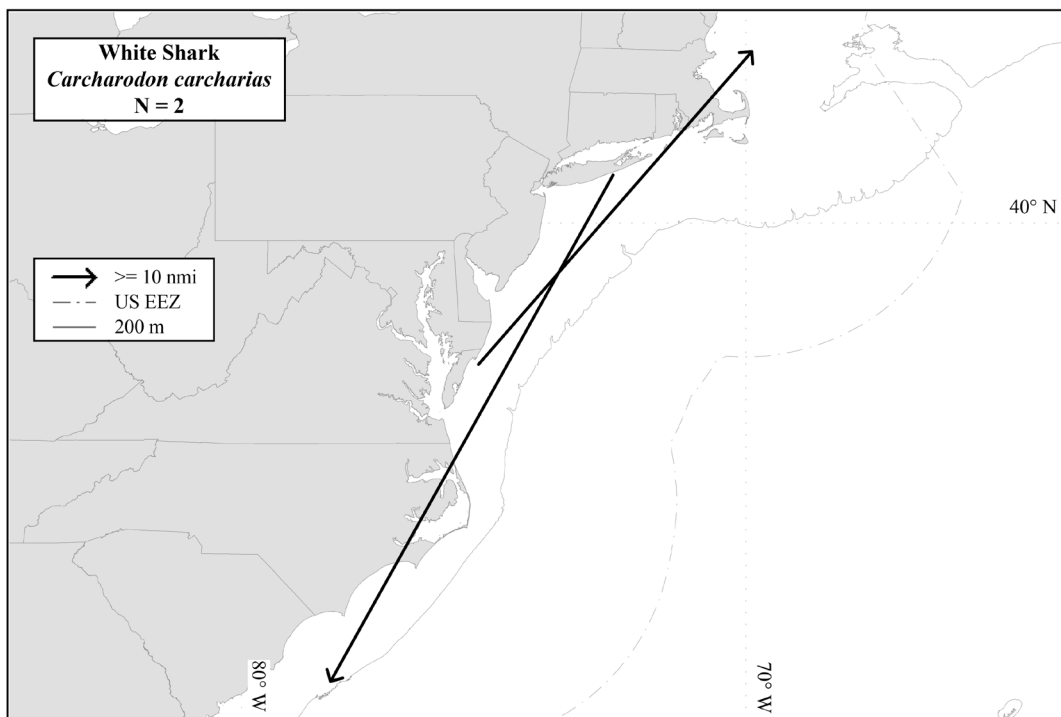 White Shark
Carcharodon carcharias
N = 2
40° N
>= 10 nmi
US EEZ
200 m
80° W
70° W